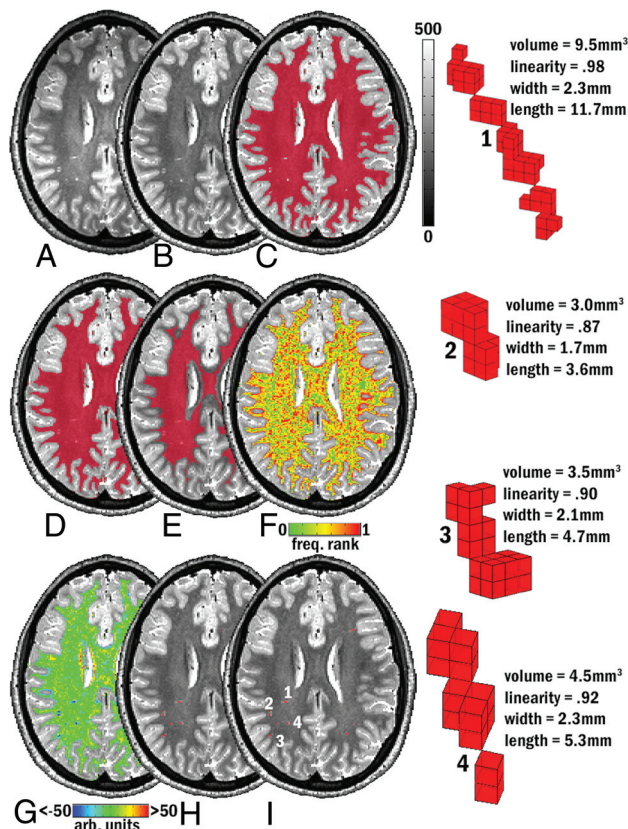 500
0
A
B
C
1
volume = 9.5mm³
linearity = .98
width = 2.3mm
length = 11.7mm
D
E
F
0 1
freq. rank
2
volume = 3.0mm³
linearity = .87
width = 1.7mm
length = 3.6mm
3
volume = 3.5mm³
linearity = .90
width = 2.1mm
length = 4.7mm
1
2
4
3
G
<-50 >50
arb. units
H
I
4
volume = 4.5mm³
linearity = .92
width = 2.3mm
length = 5.3mm